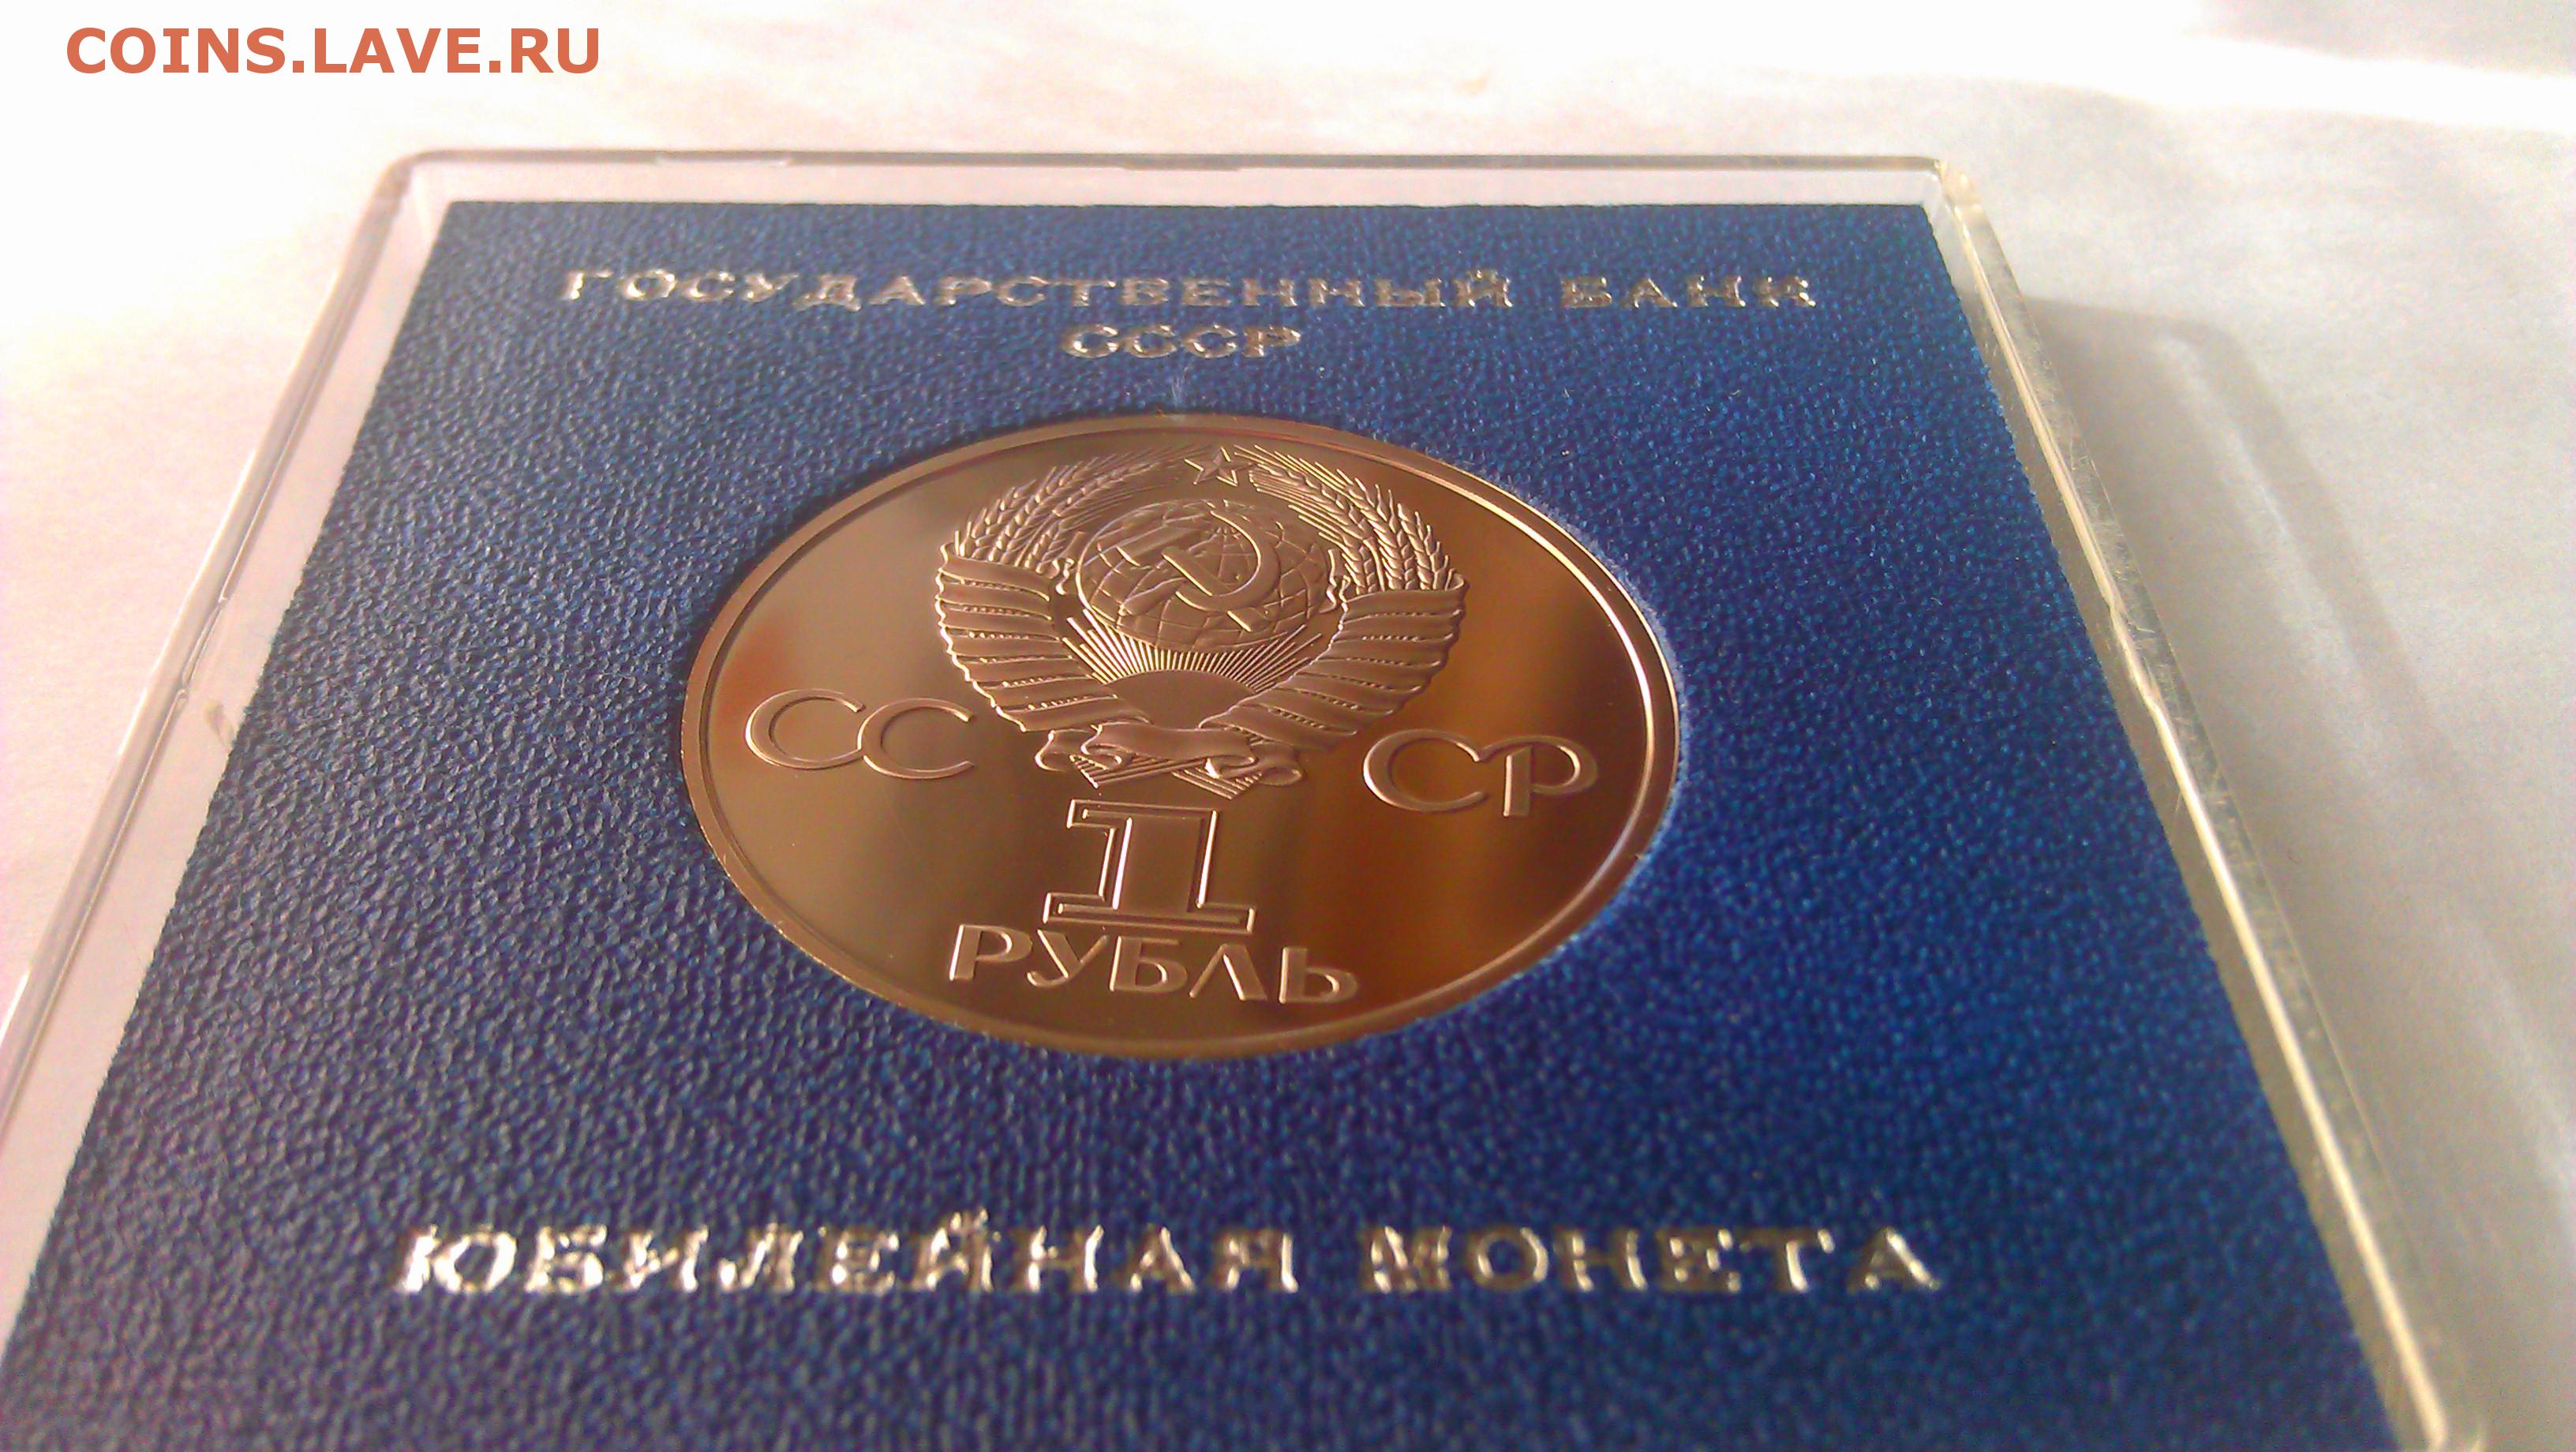 COINS.LAVE.RU
ГОСУДАРСТВЕННЫЙ БАНК
СССР
СС СР
1
РУБЛЬ
ЮБИЛЕЙНАЯ МОНЕТА